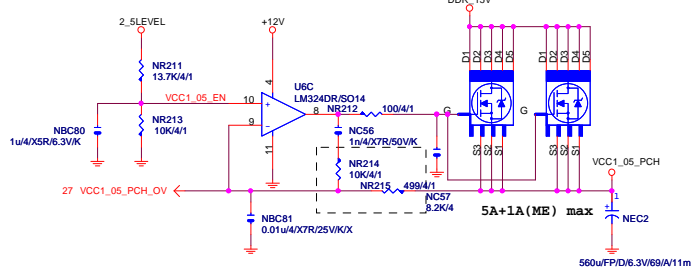 DDR_15V
2_5LEVEL
+12V
NR211
13.7K/4/1
D1 D2 D3 D4 D5
D1 D2 D3 D4 D5
U6C
LM324DR/SO14
4
VCC1_05_EN
10
+
8
NR212
100/4/1
G
G
NBC80
1u/4/X5R/6.3V/K
NR213
10K/4/1
9
-
11
NC56
1n/4/X7R/50V/K
S3 S2 S1
S3 S2 S1
NR214
10K/4/1
VCC1_05_PCH
27 VCC1_05_PCH_OV
NR215
499/4/1
NC57
8.2K/4
5A+1A(ME) max
1
+
NEC2
NBC81
0.01u/4/X7R/25V/K/X
560u/FP/D/6.3V/69/A/11m